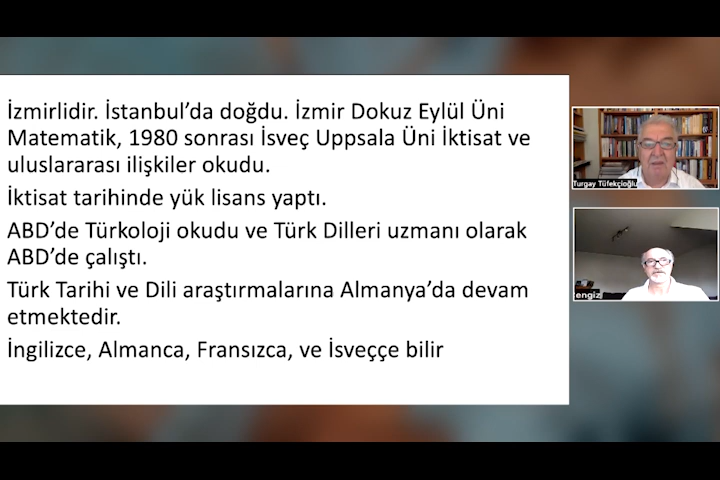 İzmirlidir. İstanbul’da doğdu. İzmir Dokuz Eylül Üni
Matematik, 1980 sonrası İsveç Uppsala Üni İktisat ve
uluslararası ilişkiler okudu.
İktisat tarihinde yük lisans yaptı.
ABD’de Türkoloji okudu ve Türk Dilleri uzmanı olarak
ABD’de çalıştı.
Türk Tarihi ve Dili araştırmalarına Almanya’da devam
etmektedir.
İngilizce, Almanca, Fransızca, ve İsveççe bilir
Turgay Tüfekçioğlu
engiz